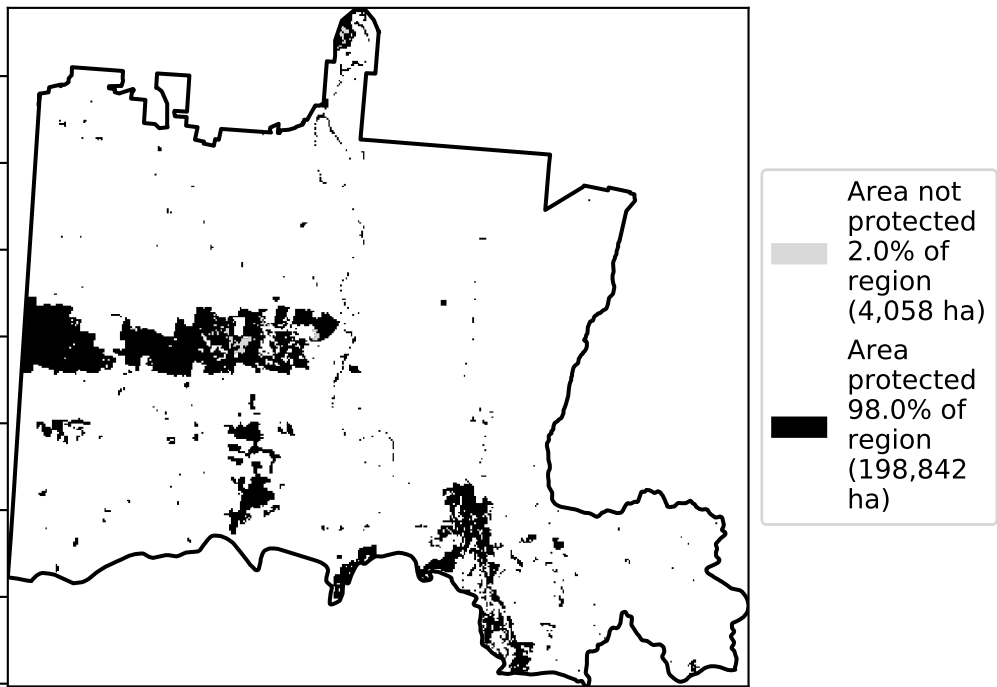 Area not
protected
2.0% of
region
(4,058 ha)
Area
protected
98.0% of
region
(198,842
ha)